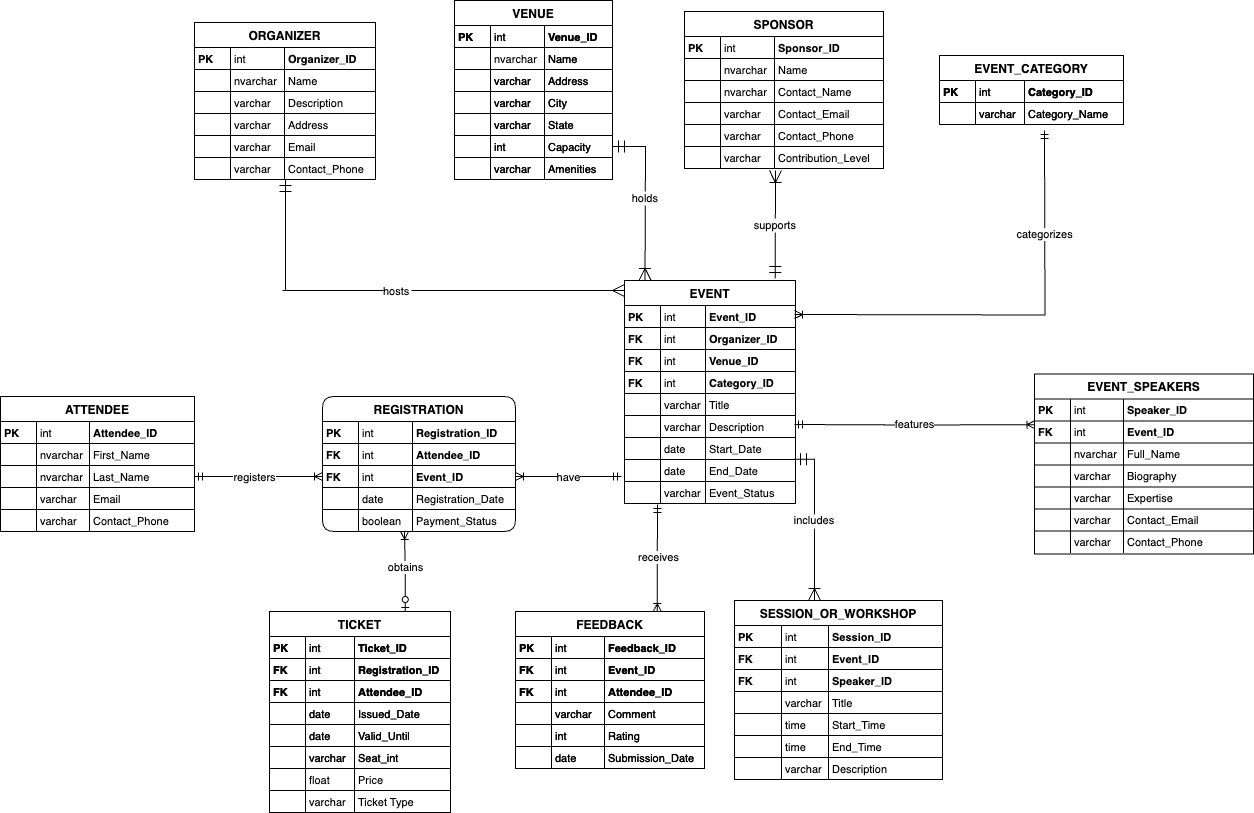 ORGANIZER
PK int Organizer_ID
nvarchar Name
varchar Description
varchar Address
varchar Email
varchar Contact_Phone
VENUE
PK int Venue_ID
nvarchar Name
varchar Address
varchar City
varchar State
int Capacity
varchar Amenities
SPONSOR
PK int Sponsor_ID
nvarchar Name
nvarchar Contact_Name
varchar Contact_Email
varchar Contact_Phone
varchar Contribution_Level
EVENT_CATEGORY
PK int Category_ID
varchar Category_Name
holds
supports
categorizes
hosts
EVENT
PK int Event_ID
FK int Organizer_ID
FK int Venue_ID
FK int Category_ID
varchar Title
varchar Description
date Start_Date
date End_Date
varchar Event_Status
ATTENDEE
PK int Attendee_ID
nvarchar First_Name
nvarchar Last_Name
varchar Email
varchar Contact_Phone
registers
REGISTRATION
PK int Registration_ID
FK int Attendee_ID
FK int Event_ID
date Registration_Date
boolean Payment_Status
have
features
EVENT_SPEAKERS
PK int Speaker_ID
FK int Event_ID
nvarchar Full_Name
varchar Biography
varchar Expertise
varchar Contact_Email
varchar Contact_Phone
obtains
receives
includes
TICKET
PK int Ticket_ID
FK int Registration_ID
FK int Attendee_ID
date Issued_Date
date Valid_Until
varchar Seat_int
float Price
varchar Ticket Type
FEEDBACK
PK int Feedback_ID
FK int Event_ID
FK int Attendee_ID
varchar Comment
int Rating
date Submission_Date
SESSION_OR_WORKSHOP
PK int Session_ID
FK int Event_ID
FK int Speaker_ID
varchar Title
time Start_Time
time End_Time
varchar Description